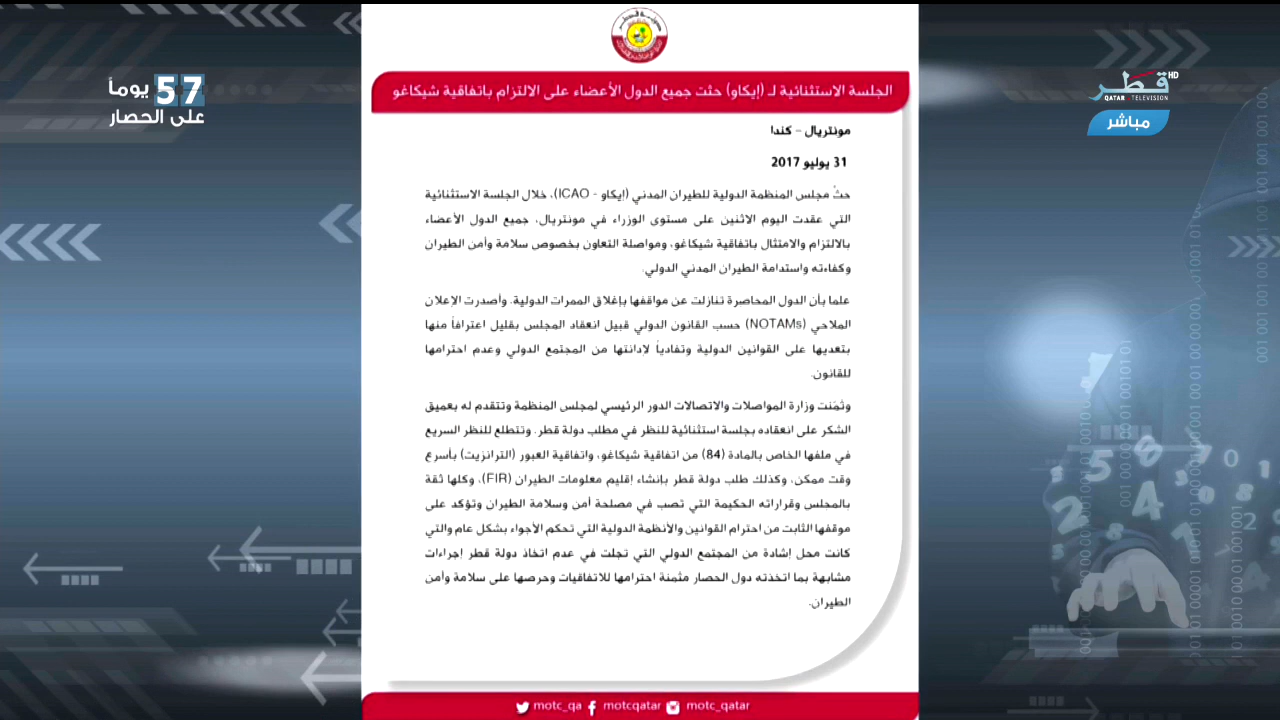 57 يوماً
على الحصار
قطر HD
QATAR TELEVISION
مباشر
الجلسة الاستثنائية لـ (إيكاو) حثت جميع الدول الأعضاء على الالتزام باتفاقية شيكاغو
مونتريال – كندا
31 يوليو 2017
حثّ مجلس المنظمة الدولية للطيران المدني (إيكاو - ICAO)، خلال الجلسة الاستثنائية
التي عقدت اليوم الاثنين على مستوى الوزراء في مونتريال، جميع الدول الأعضاء
بالالتزام والامتثال باتفاقية شيكاغو، ومواصلة التعاون بخصوص سلامة وأمن الطيران
وكفاءته واستدامة الطيران المدني الدولي.
علما بأن الدول المحاصرة تنازلت عن مواقفها بإغلاق الممرات الدولية. وأصدرت الإعلان
الملاحي (NOTAMs) حسب القانون الدولي قبيل انعقاد المجلس بقليل اعترافاً منها
بتعديها على القوانين الدولية وتفادياً لادانتها من المجتمع الدولي وعدم احترامها
للقانون.
وثمَنت وزارة المواصلات والاتصالات الدور الرئيسي لمجلس المنظمة وتتقدم له بعميق
الشكر على انعقاده بجلسة استثنائية للنظر في مطلب دولة قطر. وتتطلع للنظر السريع
في ملفها الخاص بالمادة (84) من اتفاقية شيكاغو، واتفاقية العبور (الترانزيت) بأسرع
وقت ممكن، وكذلك طلب دولة قطر بإنشاء إقليم معلومات الطيران (FIR)، وكلها ثقة
بالمجلس وقراراته الحكيمة التي تصب في مصلحة أمن وسلامة الطيران وتؤكد على
موقفها الثابت من احترام القوانين والأنظمة الدولية التي تحكم الأجواء بشكل عام والتي
كانت محل إشادة من المجتمع الدولي التي تجلت في عدم اتخاذ دولة قطر إجراءات
مشابهة بما اتخذته دول الحصار مثمنة احترامها للاتفاقيات وحرصها على سلامة وأمن
الطيران.
motc_qa motcqatar motc_qatar